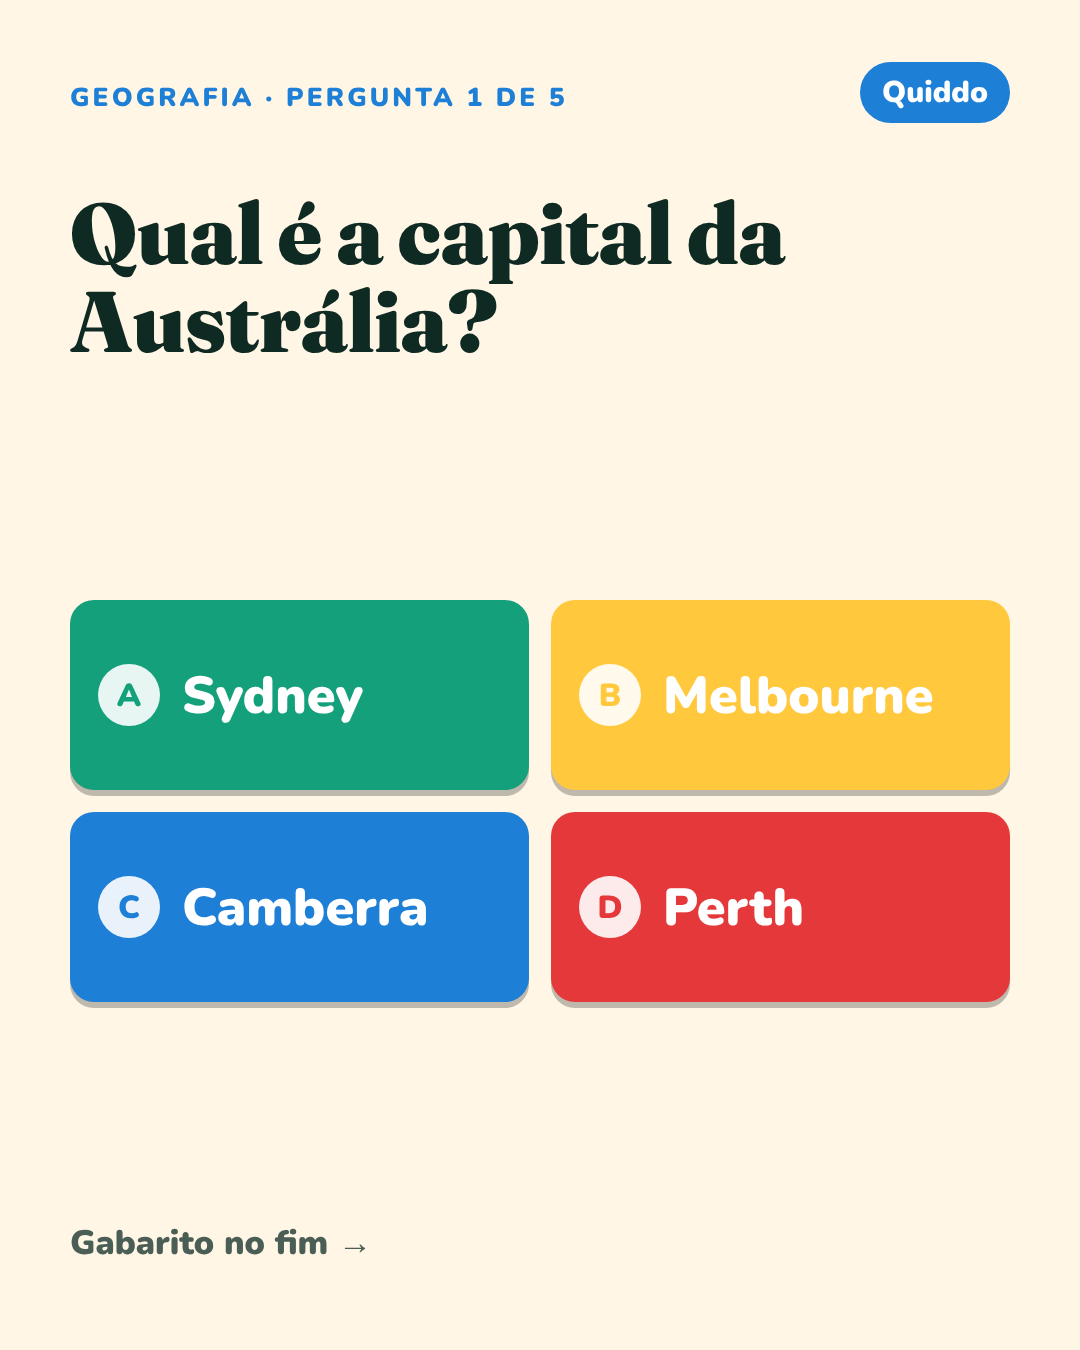 GEOGRAFIA · PERGUNTA 1 DE 5
Quiddo
Qual é a capital da
Austrália?
A Sydney
B Melbourne
C Camberra
D Perth
Gabarito no fim →